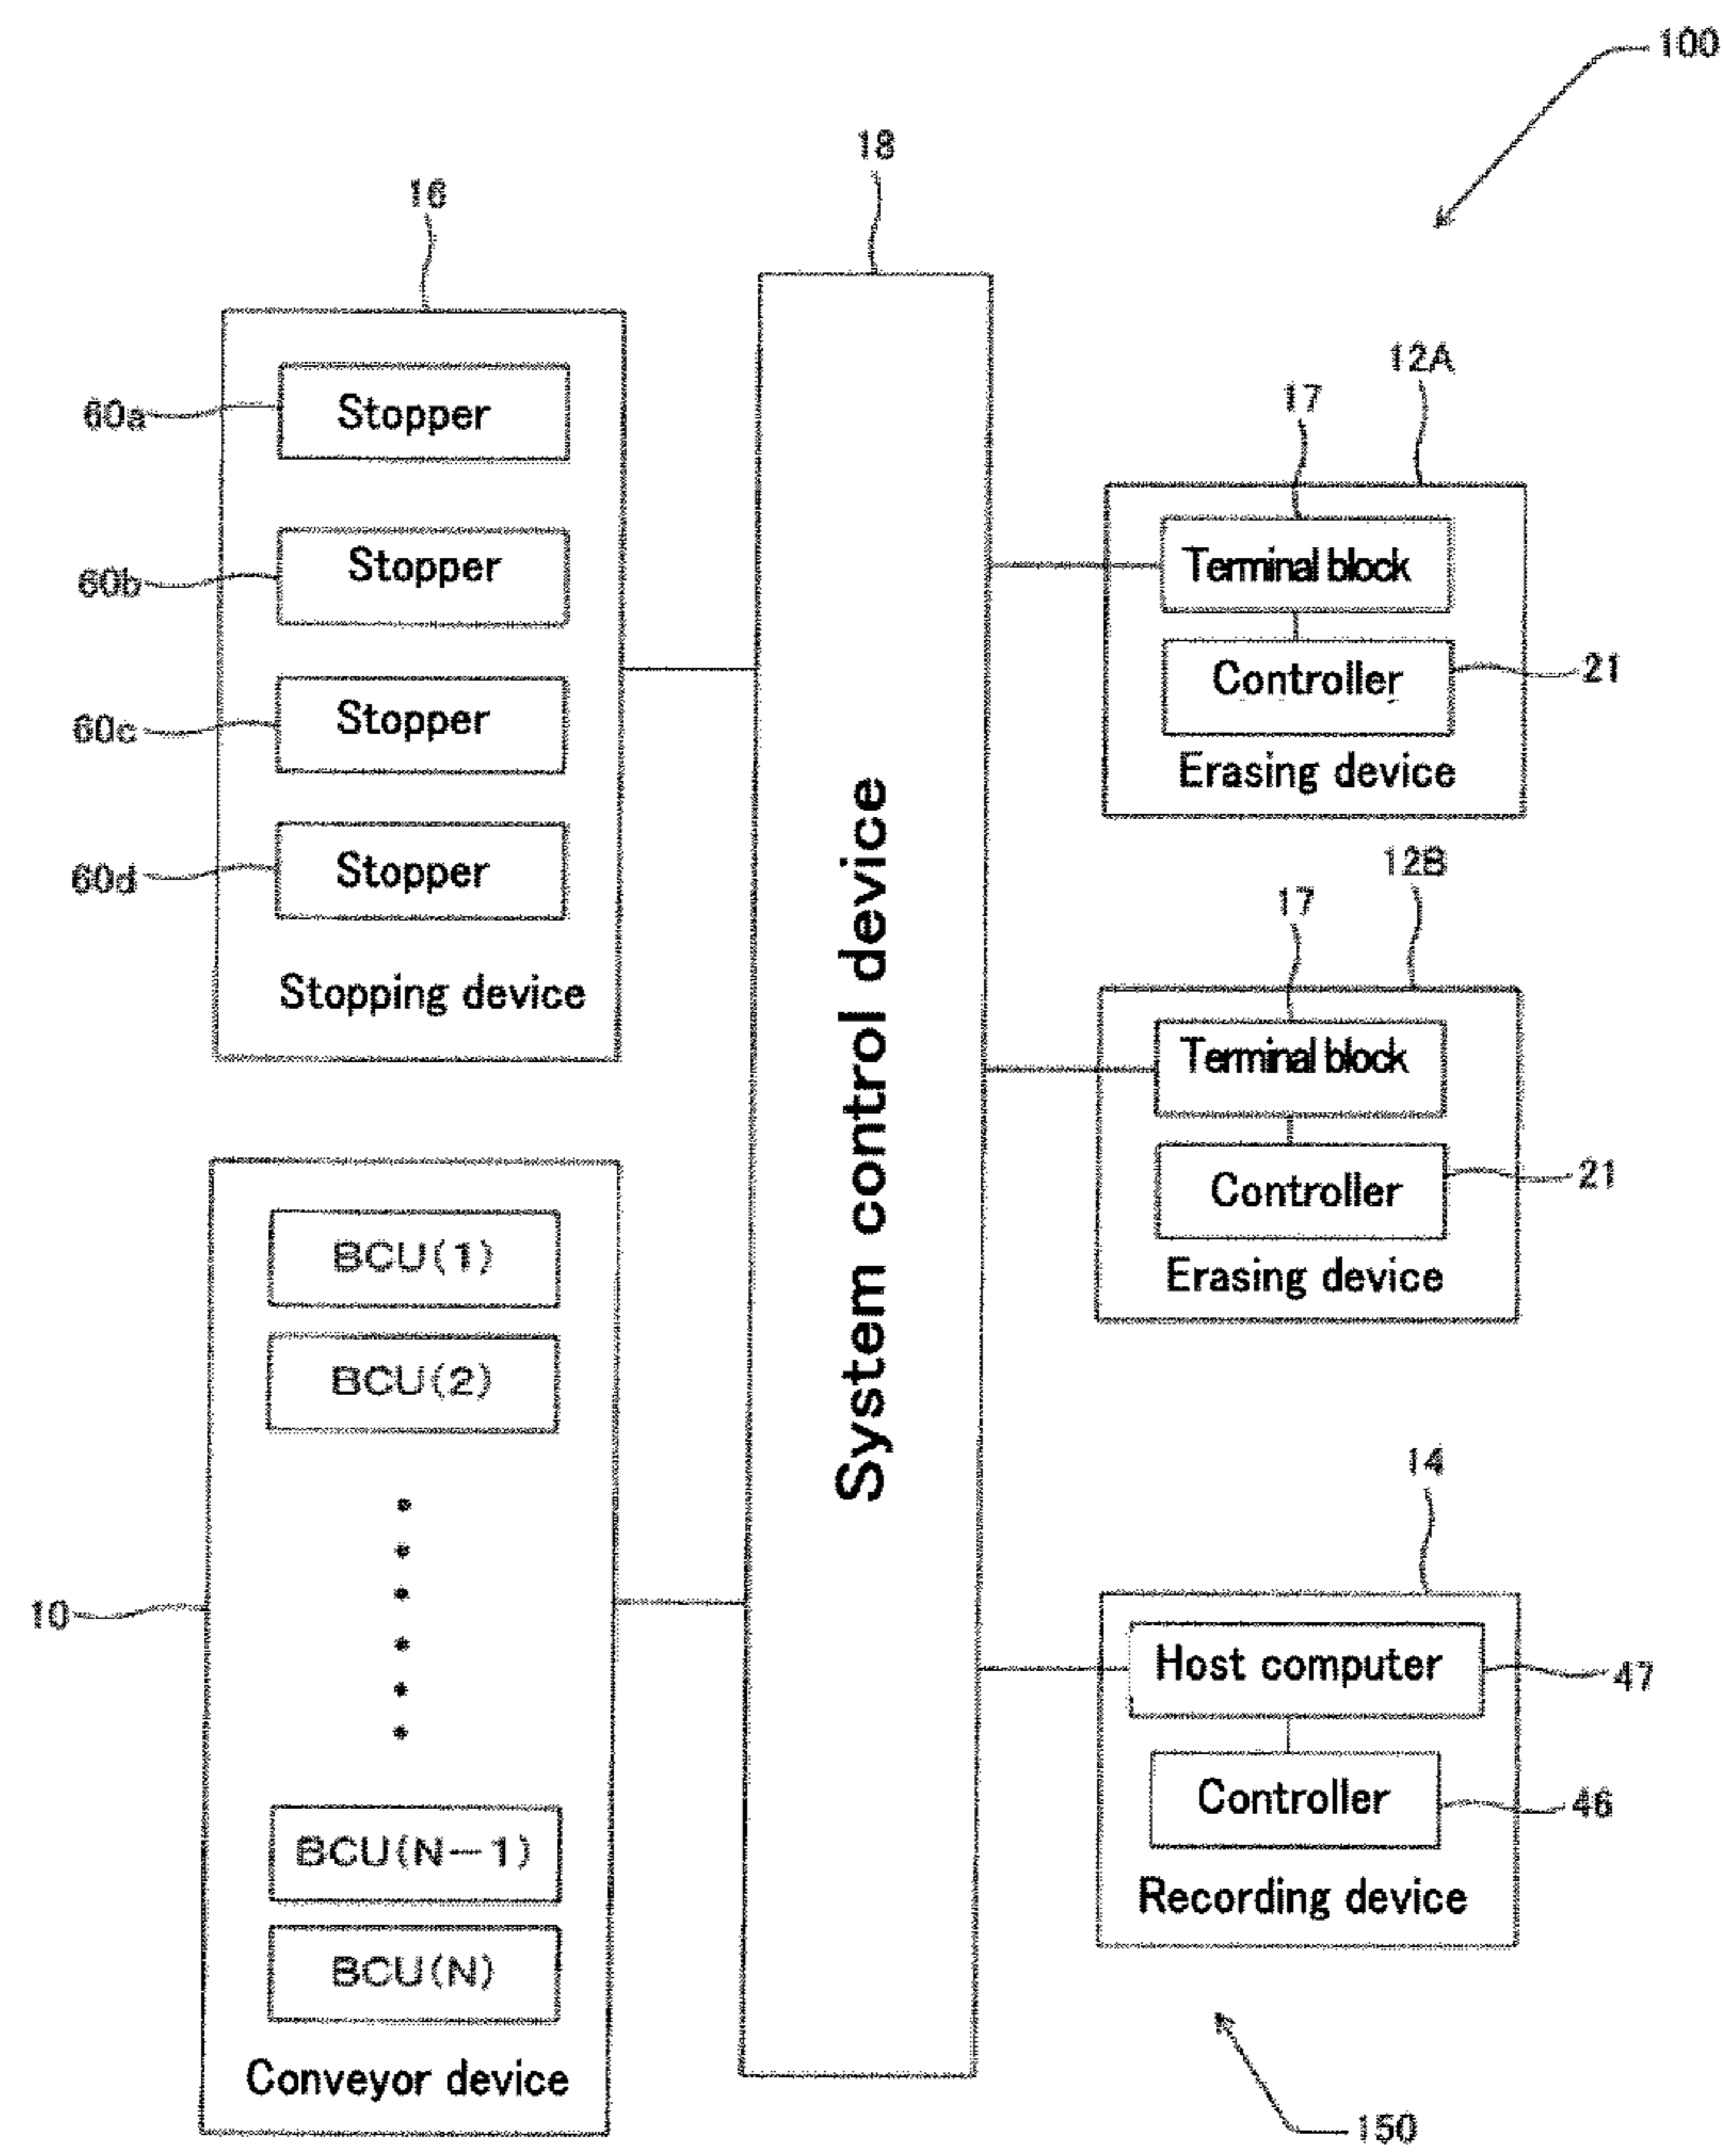 100
18
16
60a
Stopper
60b
Stopper
60c
Stopper
60d
Stopper
Stopping device
12A
17
Terminal block
Controller
21
Erasing device
12B
17
Terminal block
Controller
21
Erasing device
System control device
10
BCU(1)
BCU(2)
BCU(N-1)
BCU(N)
Conveyor device
14
Host computer
47
Controller
46
Recording device
150